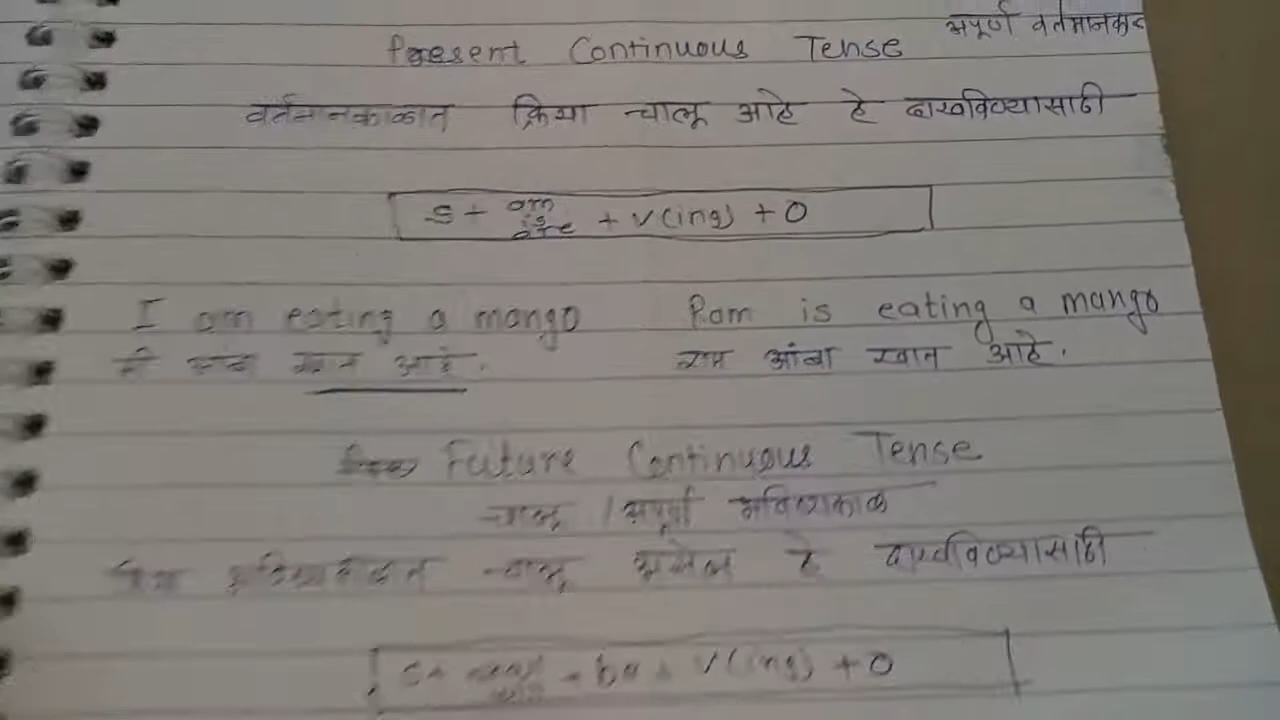 Present Continuous Tense अपूर्ण वर्तमानकाळ
वर्तमानकाळात क्रिया चालू आहे हे दाखविण्यासाठी
S + am is are + V(ing) + O
I am eating a mango Ram is eating a mango
मी आंबा खात आहे. राम आंबा खात आहे.
Future Continuous Tense
चालू / अपूर्ण भविष्यकाळ
चालू असेल हे दाखविण्यासाठी
S + + be + V(ing) + O